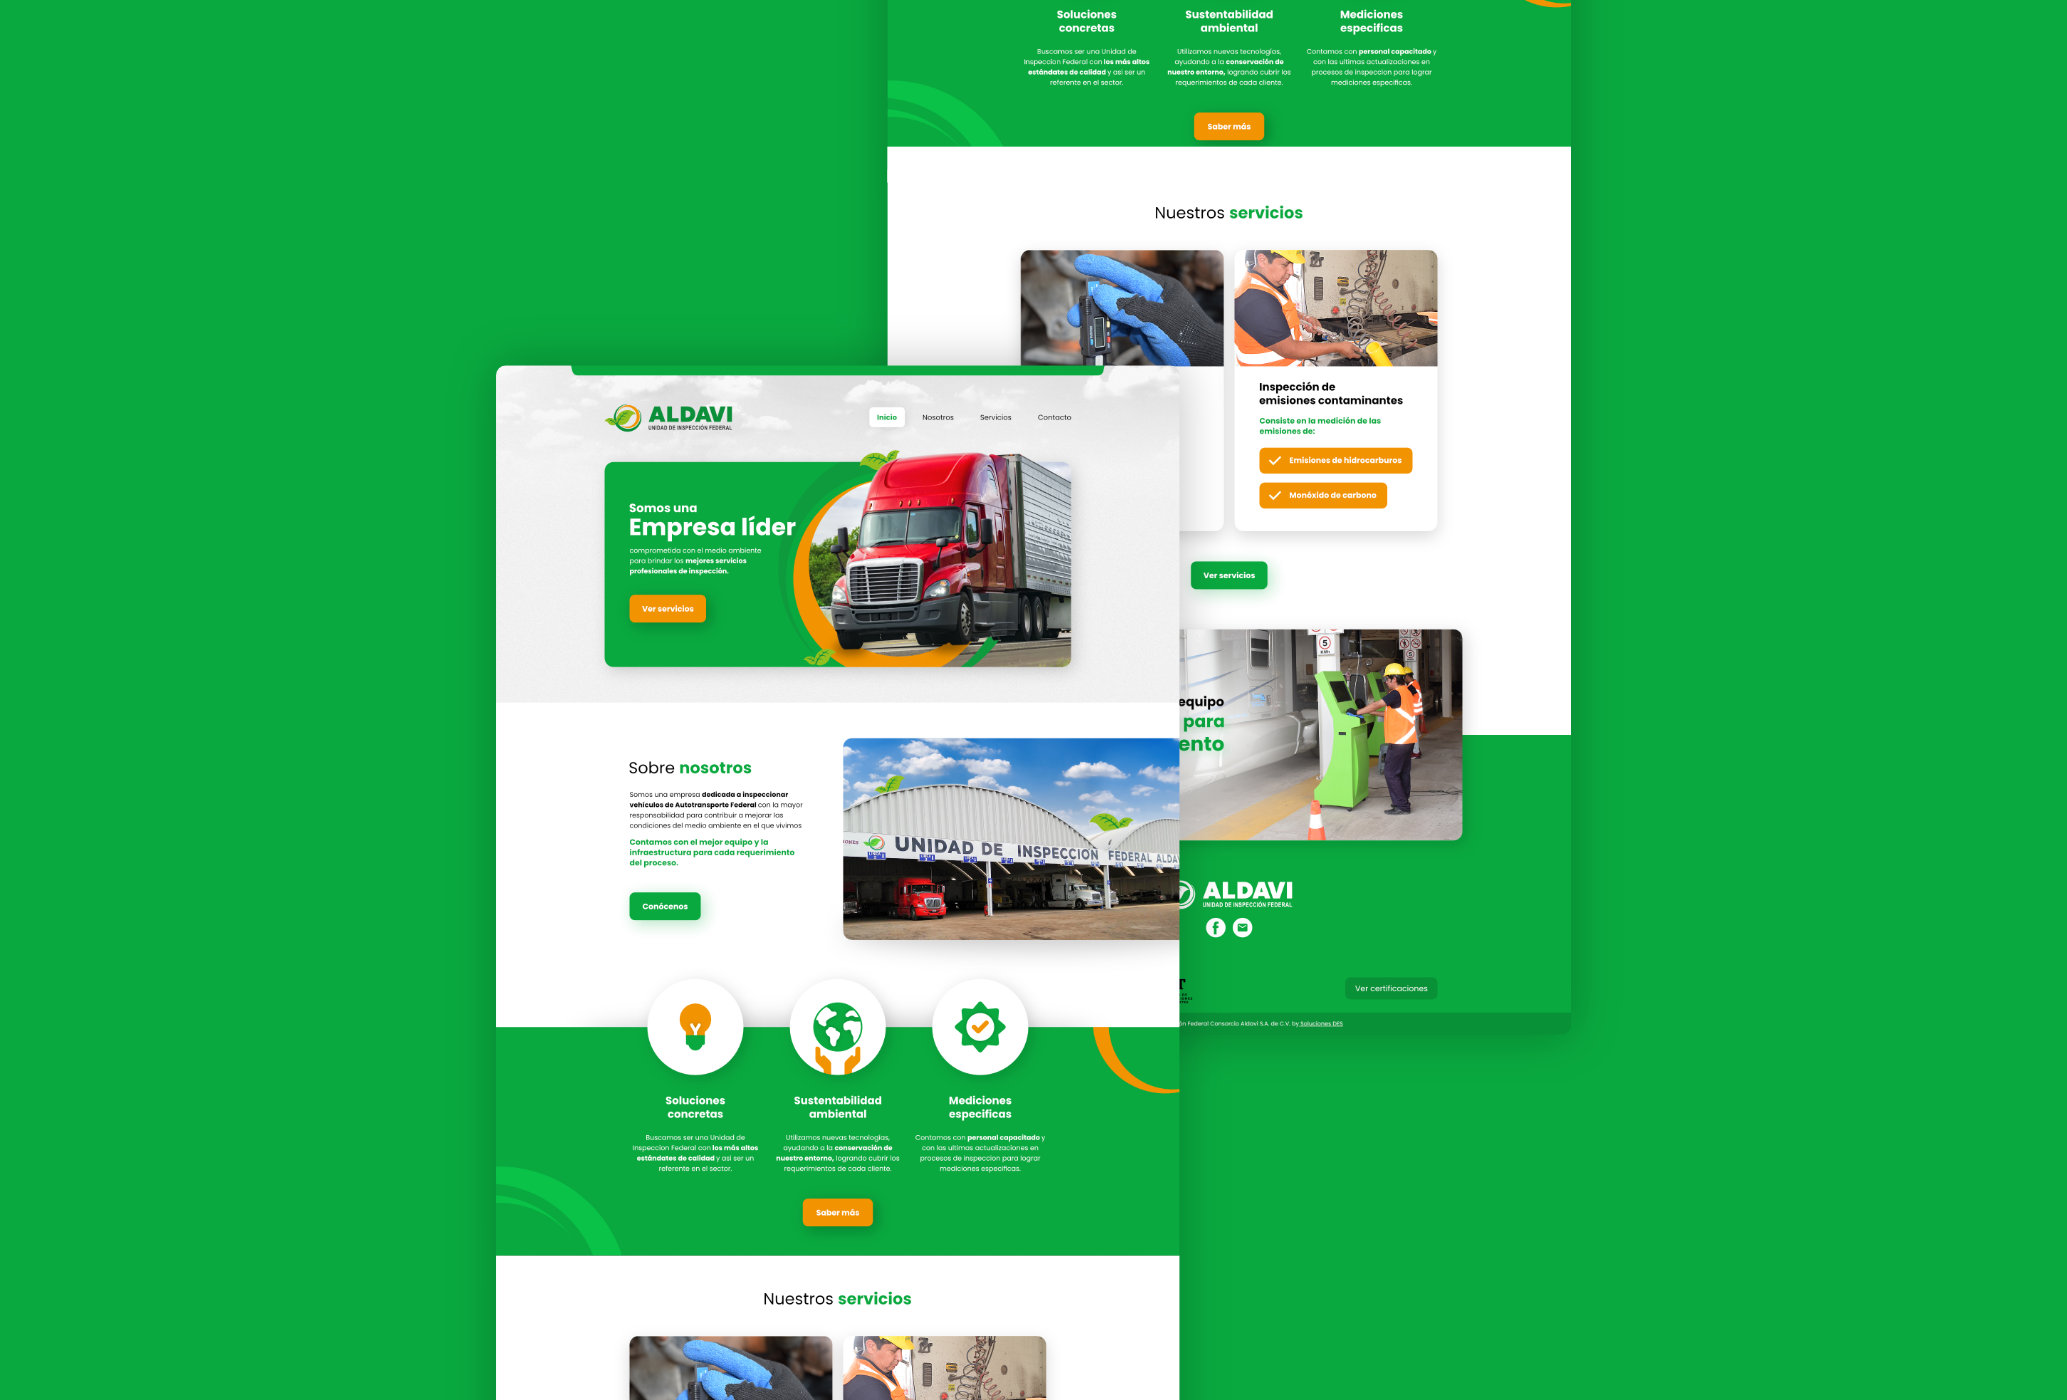 Soluciones
concretas
Buscamos ser una Unidad de
Inspeccion Federal con los más altos
estándates de calidad y así ser un
referente en el sector.
Sustentabilidad
ambiental
Utilizamos nuevas tecnologías,
ayudando a la conservación de
nuestro entorno, logrando cubrir los
requerimientos de cada cliente.
Mediciones
especificas
Contamos con personal capacitado y
con las ultimas actualizaciones en
procesos de inspeccion para lograr
mediciones especificas.
Saber más
Nuestros servicios
Inspección de
emisiones contaminantes
Consiste en la medición de las
emisiones de:
Emisiones de hidrocarburos
Monóxido de carbono
Ver servicios
equipo
para
ento
5
ALDAVI
UNIDAD DE INSPECCIÓN FEDERAL
Ver certificaciones
ón Federal Consorcio Aldavi S.A. de C.V. by Soluciones DES
ALDAVI
UNIDAD DE INSPECCIÓN FEDERAL
Inicio
Nosotros
Servicios
Contacto
Somos una
Empresa líder
comprometida con el medio ambiente
para brindar los mejores servicios
profesionales de inspección.
Ver servicios
Sobre nosotros
Somos una empresa dedicada a inspeccionar
vehículos de Autotransporte Federal con la mayor
responsabilidad para contribuir a mejorar las
condiciones del medio ambiente en el que vivimos
Contamos con el mejor equipo y la
infraestructura para cada requerimiento
del proceso.
Conócenos
UNIDAD DE INSPECCION FEDERAL ALDA
Soluciones
concretas
Buscamos ser una Unidad de
Inspeccion Federal con los más altos
estándates de calidad y así ser un
referente en el sector.
Sustentabilidad
ambiental
Utilizamos nuevas tecnologías,
ayudando a la conservación de
nuestro entorno, logrando cubrir los
requerimientos de cada cliente.
Mediciones
especificas
Contamos con personal capacitado y
con las ultimas actualizaciones en
procesos de inspeccion para lograr
mediciones especificas.
Saber más
Nuestros servicios